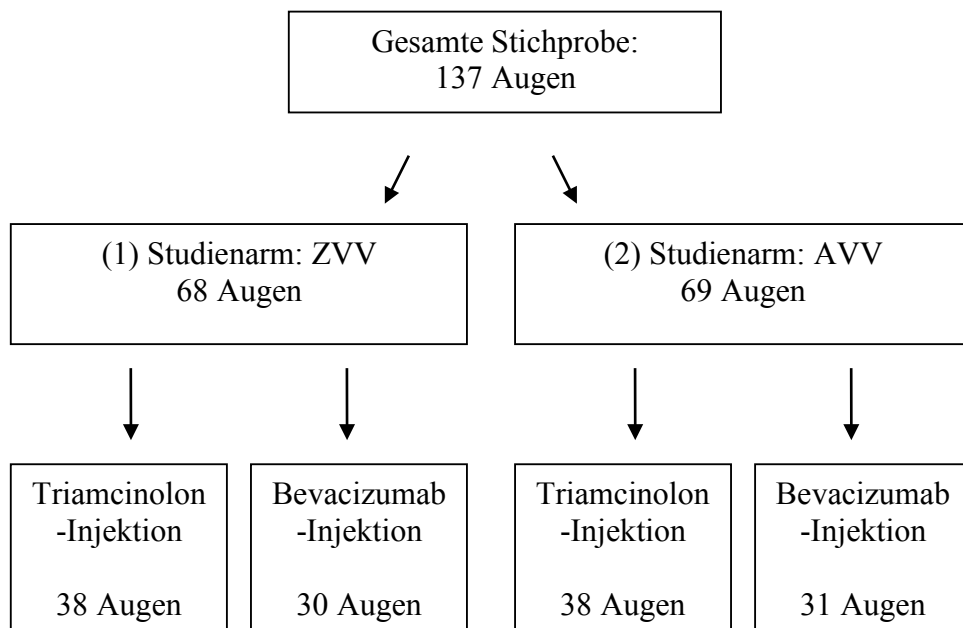 Gesamte Stichprobe:
137 Augen
(1) Studienarm: ZVV
68 Augen
(2) Studienarm: AVV
69 Augen
Triamcinolon
-Injektion
38 Augen
Bevacizumab
-Injektion
30 Augen
Triamcinolon
-Injektion
38 Augen
Bevacizumab
-Injektion
31 Augen